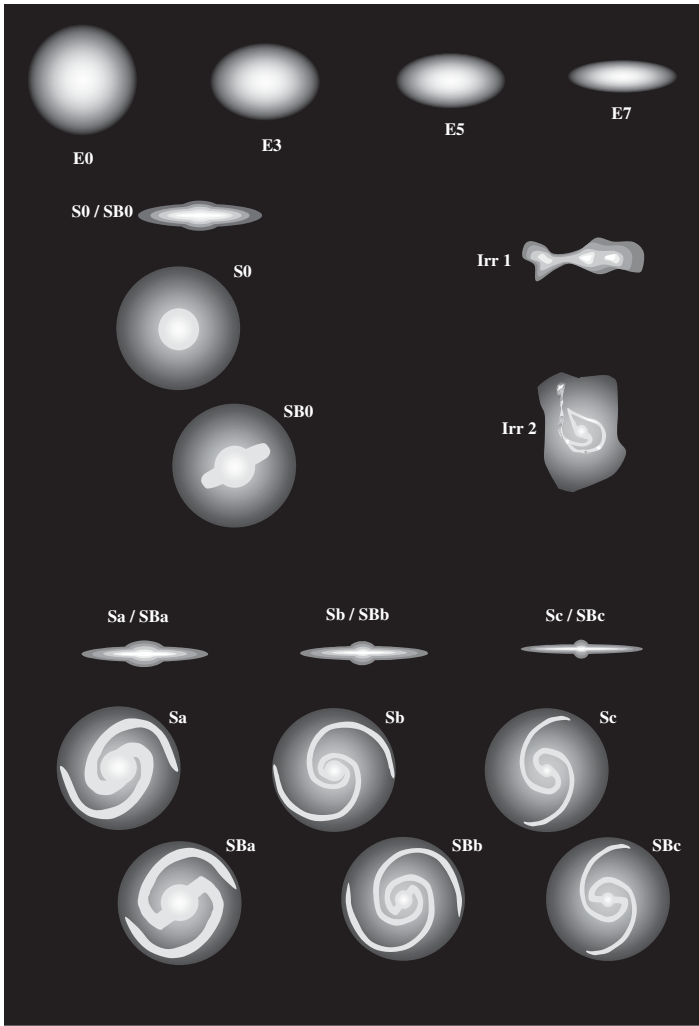 E0
E3
E5
E7
S0 / SB0
S0
Irr 1
SB0
Irr 2
Sa / SBa
Sb / SBb
Sc / SBc
Sa
Sb
Sc
SBa
SBb
SBc